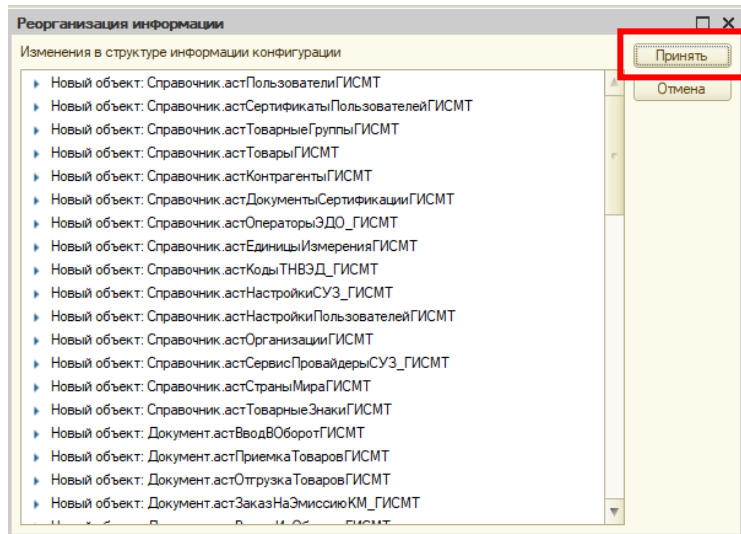 Реорганизация информации
Изменения в структуре информации конфигурации
Принять
Отмена
Новый объект: Справочник.астПользователиГИСМТ
Новый объект: Справочник.астСертификатыПользователейГИСМТ
Новый объект: Справочник.астТоварныеГруппыГИСМТ
Новый объект: Справочник.астТоварыГИСМТ
Новый объект: Справочник.астКонтрагентыГИСМТ
Новый объект: Справочник.астДокументыСертификацииГИСМТ
Новый объект: Справочник.астОператорыЭДО_ГИСМТ
Новый объект: Справочник.астЕдиницыИзмеренияГИСМТ
Новый объект: Справочник.астКодыТНВЭД_ГИСМТ
Новый объект: Справочник.астНастройкиСУЗ_ГИСМТ
Новый объект: Справочник.астНастройкиПользователейГИСМТ
Новый объект: Справочник.астОрганизацииГИСМТ
Новый объект: Справочник.астСервисПровайдерыСУЗ_ГИСМТ
Новый объект: Справочник.астСтраныМираГИСМТ
Новый объект: Справочник.астТоварныеЗнакиГИСМТ
Новый объект: Документ.астВводВОборотГИСМТ
Новый объект: Документ.астПриемкаТоваровГИСМТ
Новый объект: Документ.астОтгрузкаТоваровГИСМТ
Новый объект: Документ.астЗаказНаЭмиссиюКМ_ГИСМТ